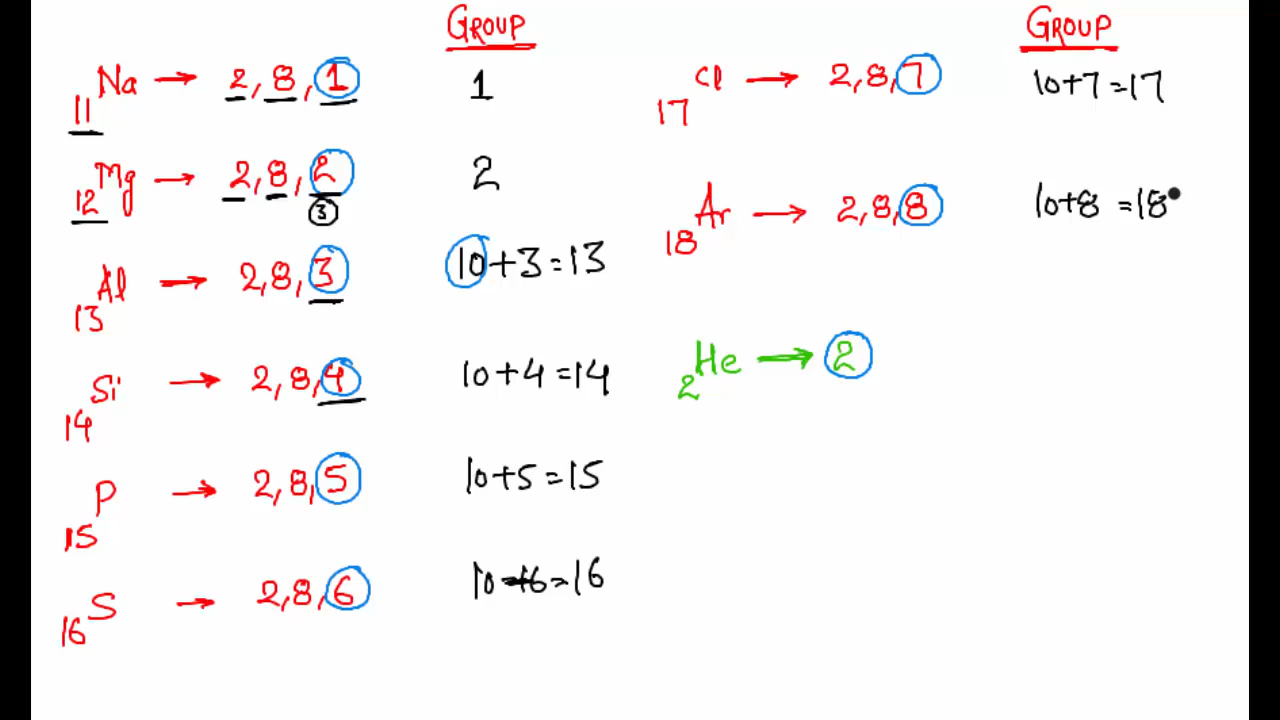 GROUP
11Na → 2, 8, 1 1
12Mg → 2, 8, 2 2
3
13Al → 2,8,3 10+3=13
14Si → 2,8,4 10+4=14
15P → 2,8,5 10+5=15
16S → 2,8,6 10+6=16
GROUP
17Cl → 2,8,7 10+7=17
18Ar → 2,8,8 10+8=18
2He → 2